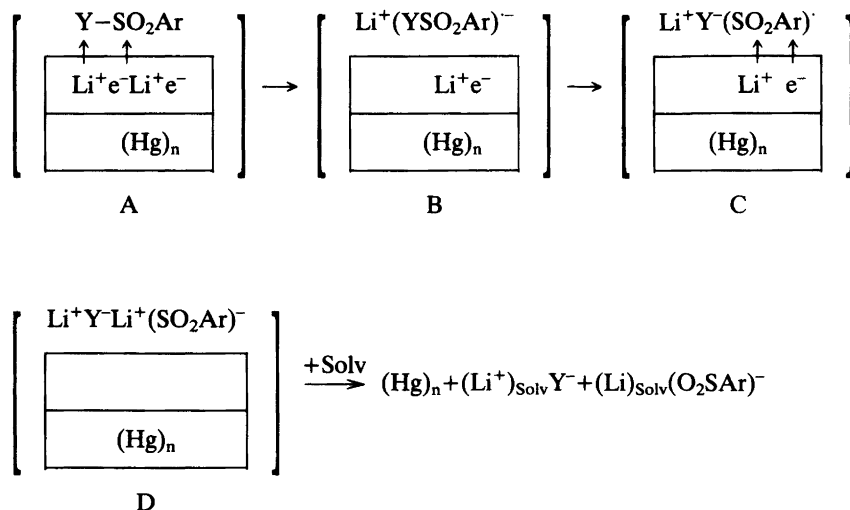 Y–SO₂Ar
Li⁺e⁻Li⁺e⁻
(Hg)ₙ
A
Li⁺(YSO₂Ar)·⁻
Li⁺e⁻
(Hg)ₙ
B
Li⁺Y⁻(SO₂Ar)·
Li⁺ e⁻
(Hg)ₙ
C
Li⁺Y⁻Li⁺(SO₂Ar)⁻
(Hg)ₙ
D
+Solv
(Hg)ₙ+(Li⁺)SolvY⁻+(Li)Solv(O₂SAr)⁻